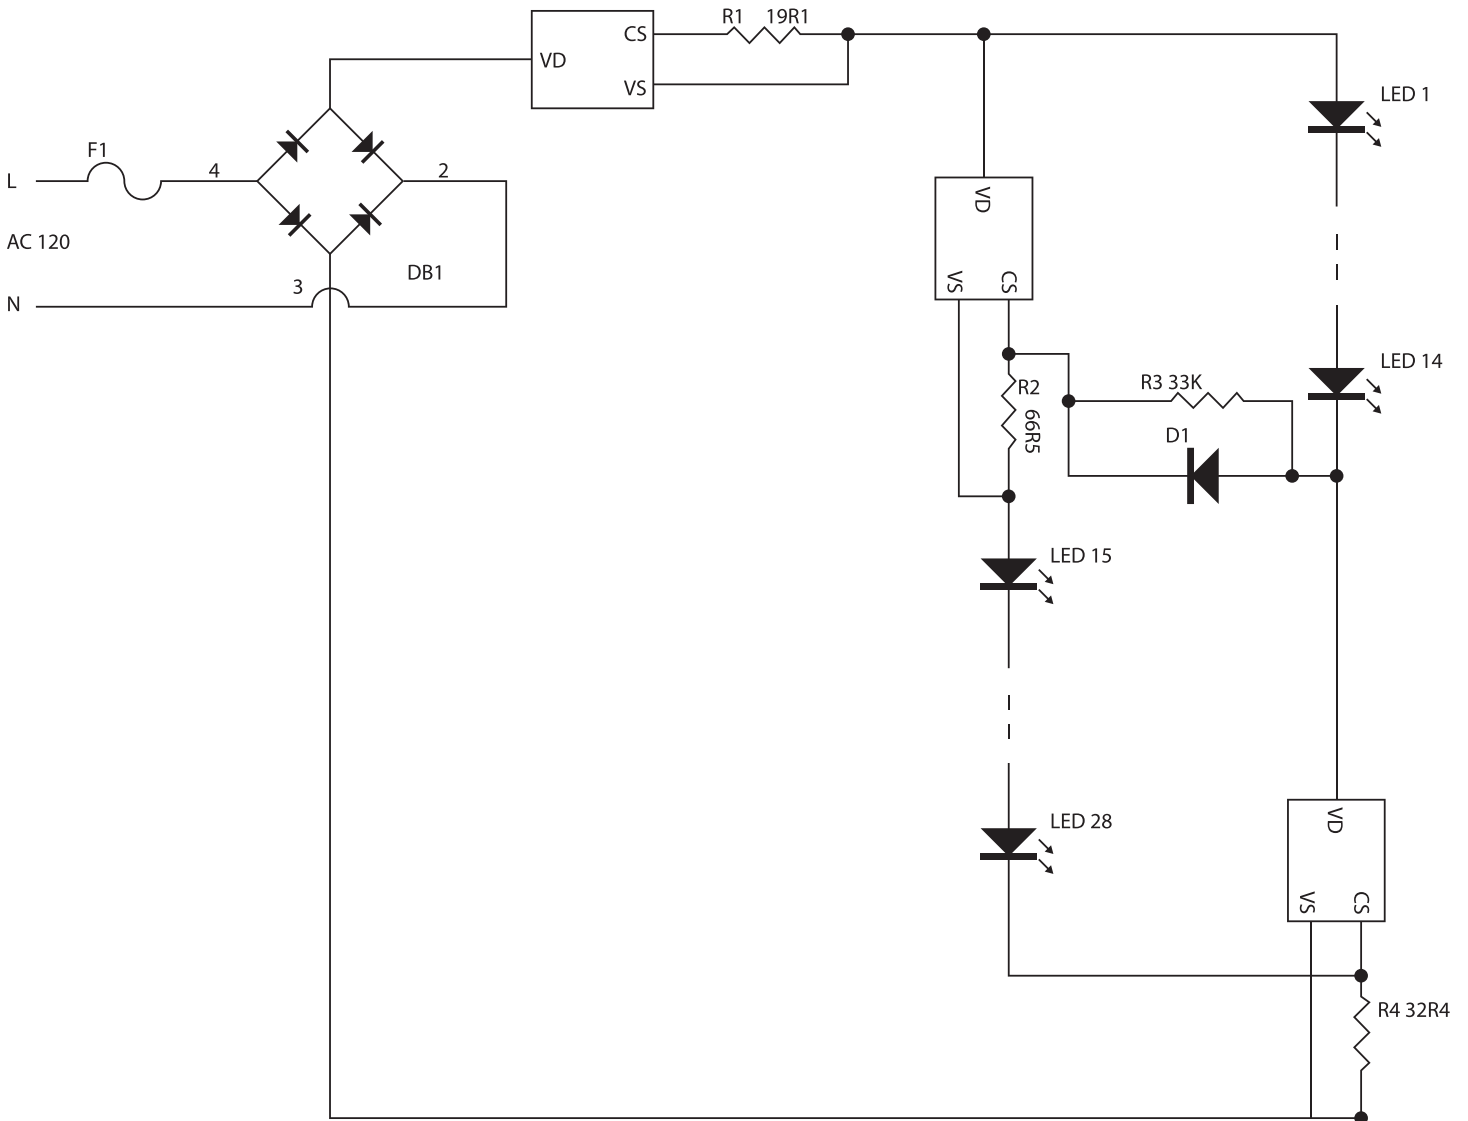 R1 19R1
CS
VD
VS
LED 1
F1
4
2
L
VD
AC 120
DB1
3
N
VS
CS
LED 14
R3 33K
R2
66R5
D1
LED 15
LED 28
VD
VS
CS
R4 32R4